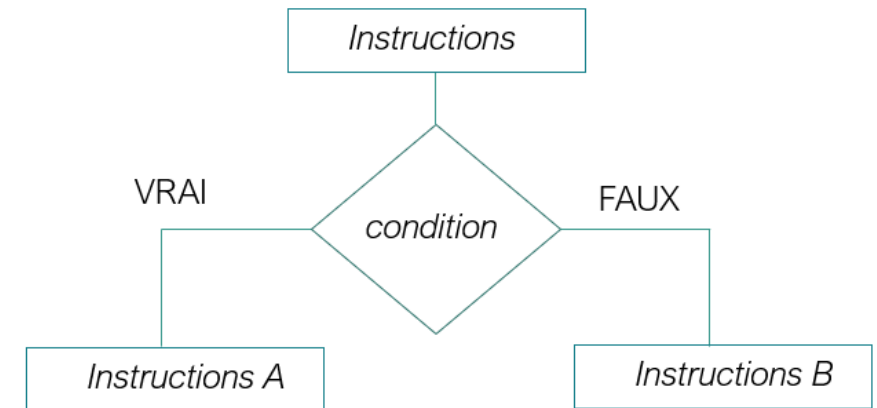 Instructions
VRAI
FAUX
condition
Instructions A
Instructions B